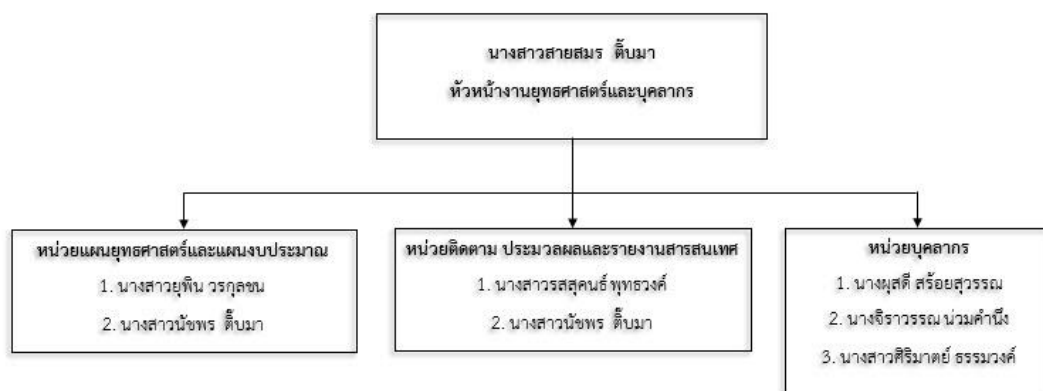 นางสาวสายสมร ติ๊บมา
หัวหน้างานยุทธศาสตร์และบุคลากร
หน่วยแผนยุทธศาสตร์และแผนงบประมาณ
1. นางสาวยุพิน วรกุลชน
2. นางสาวนัชพร ติ๊บมา
หน่วยติดตาม ประมวลผลและรายงานสารสนเทศ
1. นางสาวรสสุคนธ์ พุทธวงค์
2. นางสาวนัชพร ติ๊บมา
หน่วยบุคลากร
1. นางผุสดี สร้อยสุวรรณ
2. นางจิราวรรณ น่วมคำนึง
3. นางสาวศิริมาตย์ ธรรมวงค์